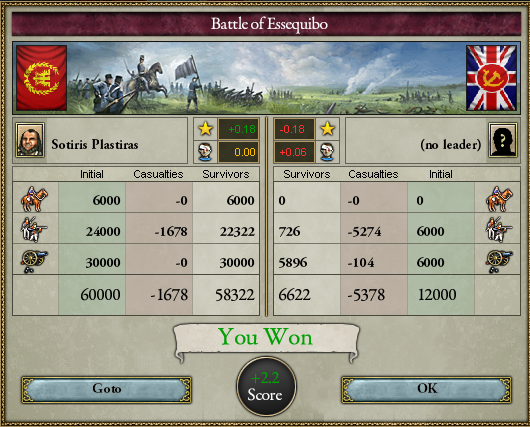 Battle of Essequibo
+0.18
-0.18
Sotiris Plastiras
0.00
+0.06
(no leader)
Initial Casualties Survivors Survivors Casualties Initial
6000 -0 6000 0 -0 0
24000 -1678 22322 726 -5274 6000
30000 -0 30000 5896 -104 6000
60000 -1678 58322 6622 -5378 12000
You Won
+2.2
Score
Goto
OK